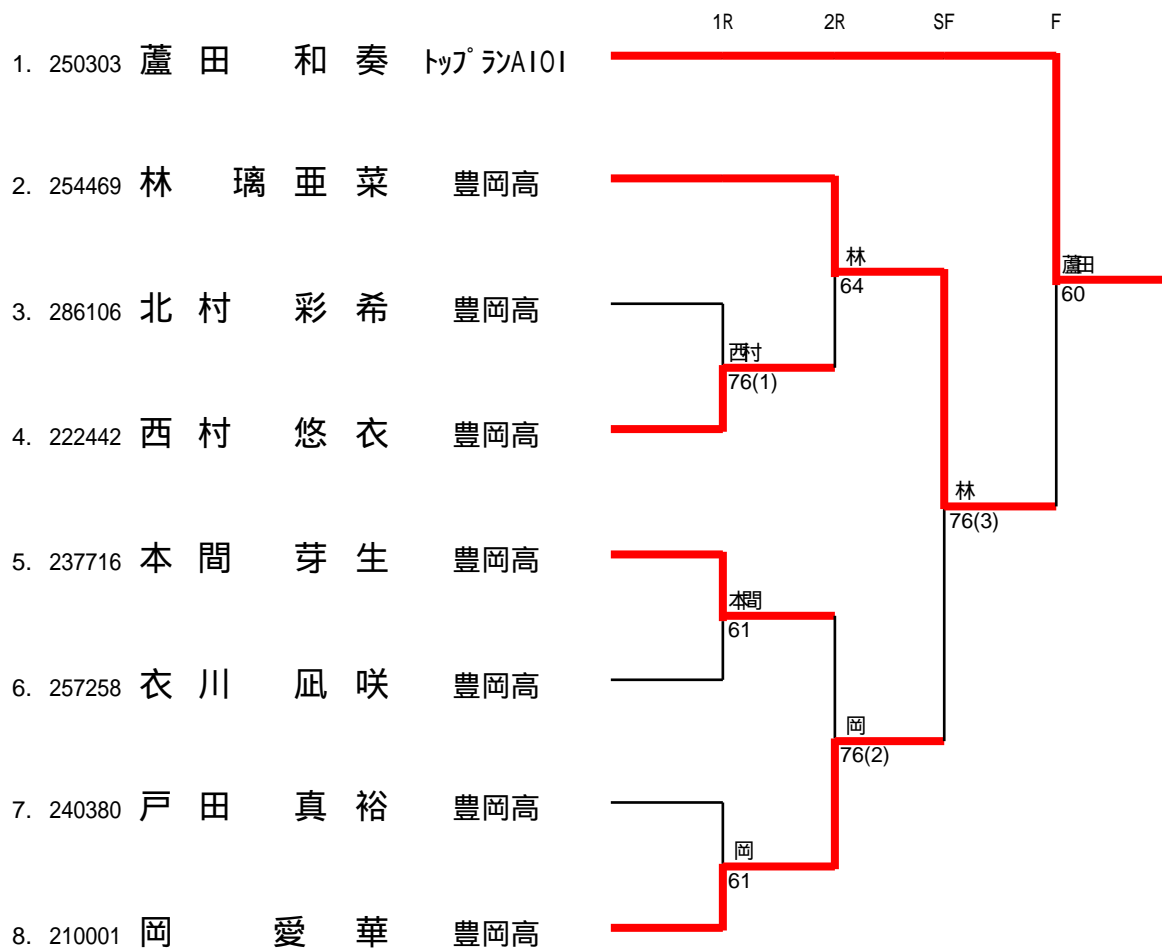 1R 2R SF F
1. 250303 蘆田 和奏 トップランAIOI
2. 254469 林 璃亜菜 豊岡高
林
64
蘆田
60
3. 286106 北村 彩希 豊岡高
西村
76(1)
4. 222442 西村 悠衣 豊岡高
林
76(3)
5. 237716 本間 芽生 豊岡高
本間
61
6. 257258 衣川 凪咲 豊岡高
岡
76(2)
7. 240380 戸田 真裕 豊岡高
岡
61
8. 210001 岡 愛華 豊岡高